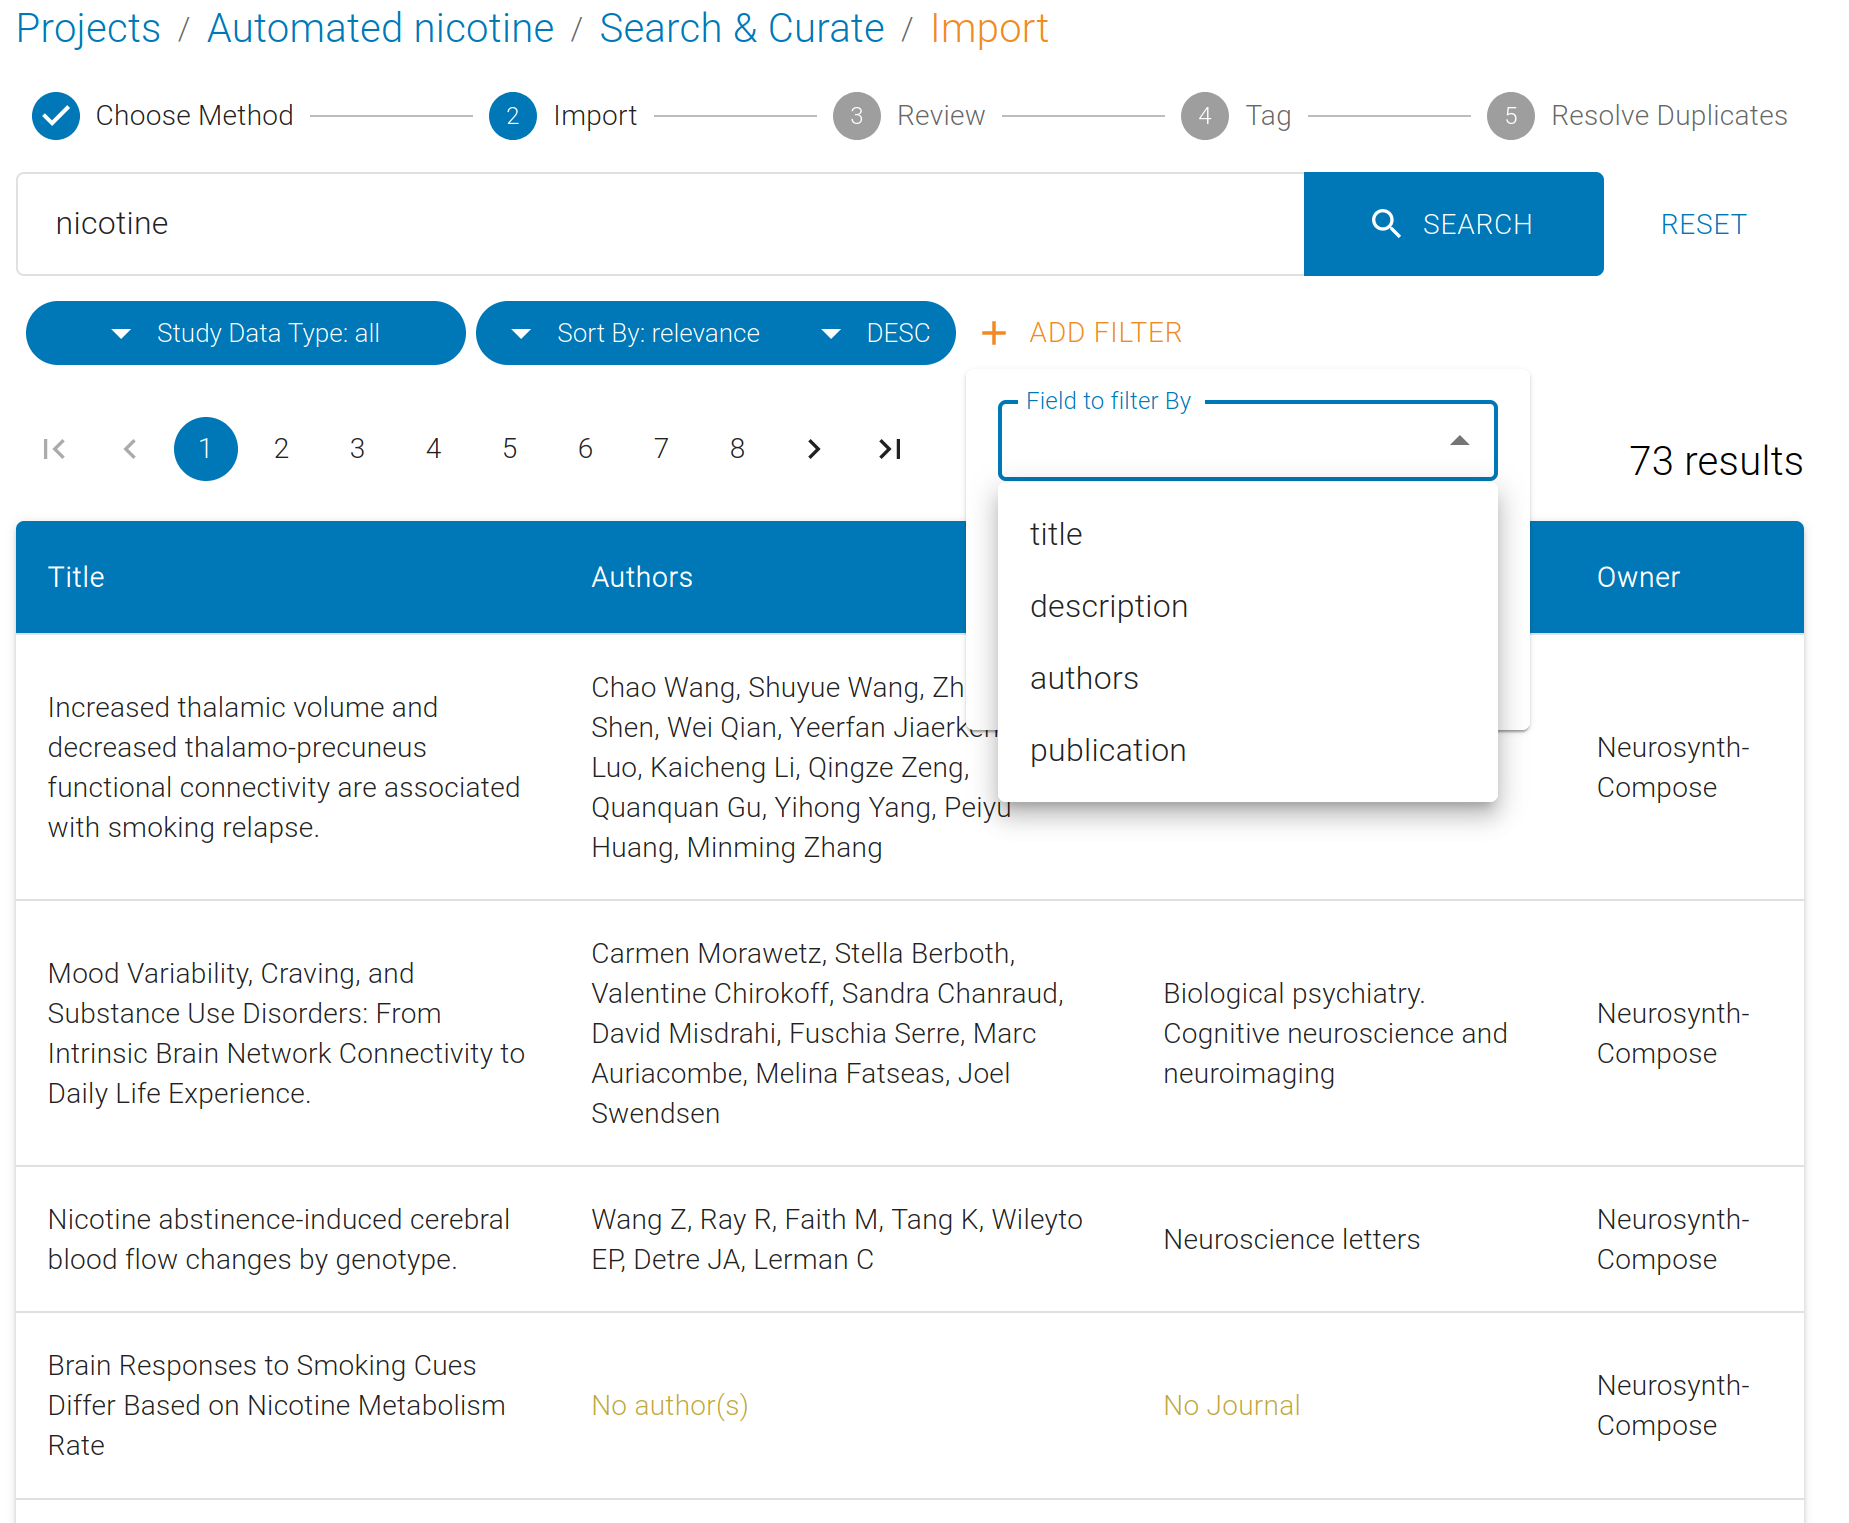 Projects / Automated nicotine / Search & Curate / Import
Choose Method
2 Import
3 Review
4 Tag
5 Resolve Duplicates
nicotine
SEARCH
RESET
Study Data Type: all
Sort By: relevance
DESC
+ ADD FILTER
1 2 3 4 5 6 7 8
Field to filter By
title
description
authors
publication
73 results
Title Authors Owner
Increased thalamic volume and
decreased thalamo-precuneus
functional connectivity are associated
with smoking relapse.
Chao Wang, Shuyue Wang, Zh
Shen, Wei Qian, Yeerfan
Luo, Kaicheng Li, Qingze Zeng,
Quanquan Gu, Yihong Yang, Peiyu
Huang, Minming Zhang
Neurosynth-
Compose
Mood Variability, Craving, and
Substance Use Disorders: From
Intrinsic Brain Network Connectivity to
Daily Life Experience.
Carmen Morawetz, Stella Berboth,
Valentine Chirokoff, Sandra Chanraud,
David Misdrahi, Fuschia Serre, Marc
Auriacombe, Melina Fatseas, Joel
Swendsen
Biological psychiatry.
Cognitive neuroscience and
neuroimaging
Neurosynth-
Compose
Nicotine abstinence-induced cerebral
blood flow changes by genotype.
Wang Z, Ray R, Faith M, Tang K, Wileyto
EP, Detre JA, Lerman C
Neuroscience letters
Neurosynth-
Compose
Brain Responses to Smoking Cues
Differ Based on Nicotine Metabolism
Rate
No author(s)
No Journal
Neurosynth-
Compose